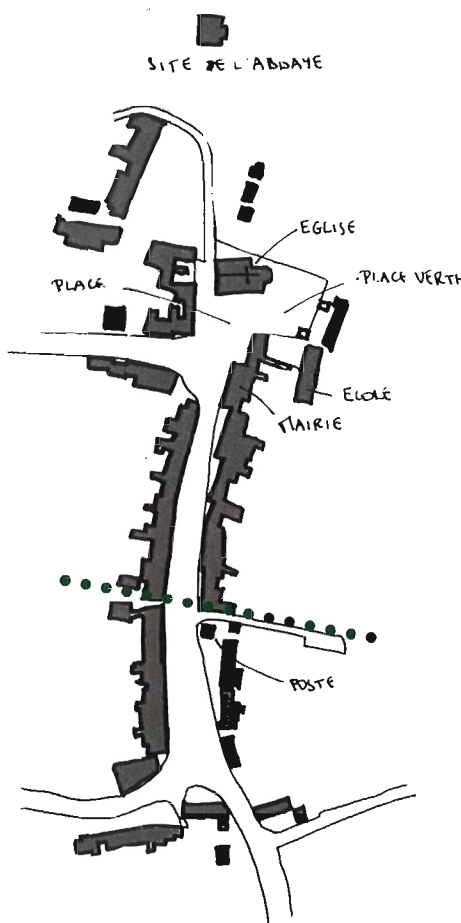 SITE DE L'ABBAYE
EGLISE
PLACE
PLACE VERTE
ECOLE
MAIRIE
POSTE